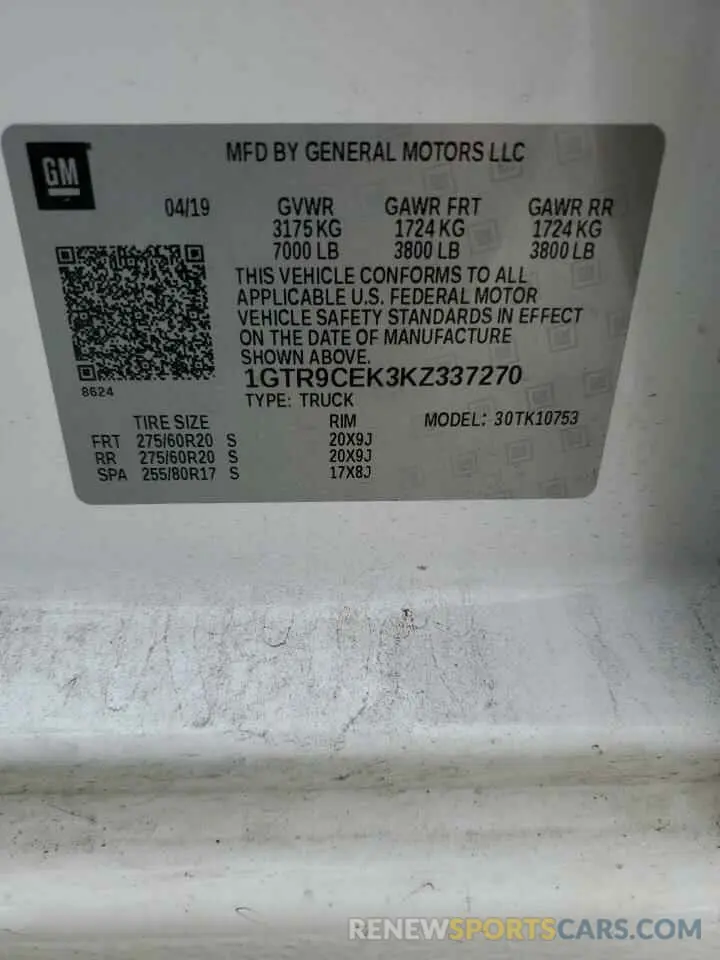 GM
MFD BY GENERAL MOTORS LLC
04/19 GVWR GAWR FRT GAWR RR
3175 KG 1724 KG 1724 KG
7000 LB 3800 LB 3800 LB
THIS VEHICLE CONFORMS TO ALL
APPLICABLE U.S. FEDERAL MOTOR
VEHICLE SAFETY STANDARDS IN EFFECT
ON THE DATE OF MANUFACTURE
SHOWN ABOVE.
8624
1GTR9CEK3KZ337270
TYPE: TRUCK
TIRE SIZE RIM MODEL: 30TK10753
FRT 275/60R20 S 20X9J
RR 275/60R20 S 20X9J
SPA 255/80R17 S 17X8J
RENEWSPORTSCARS.COM